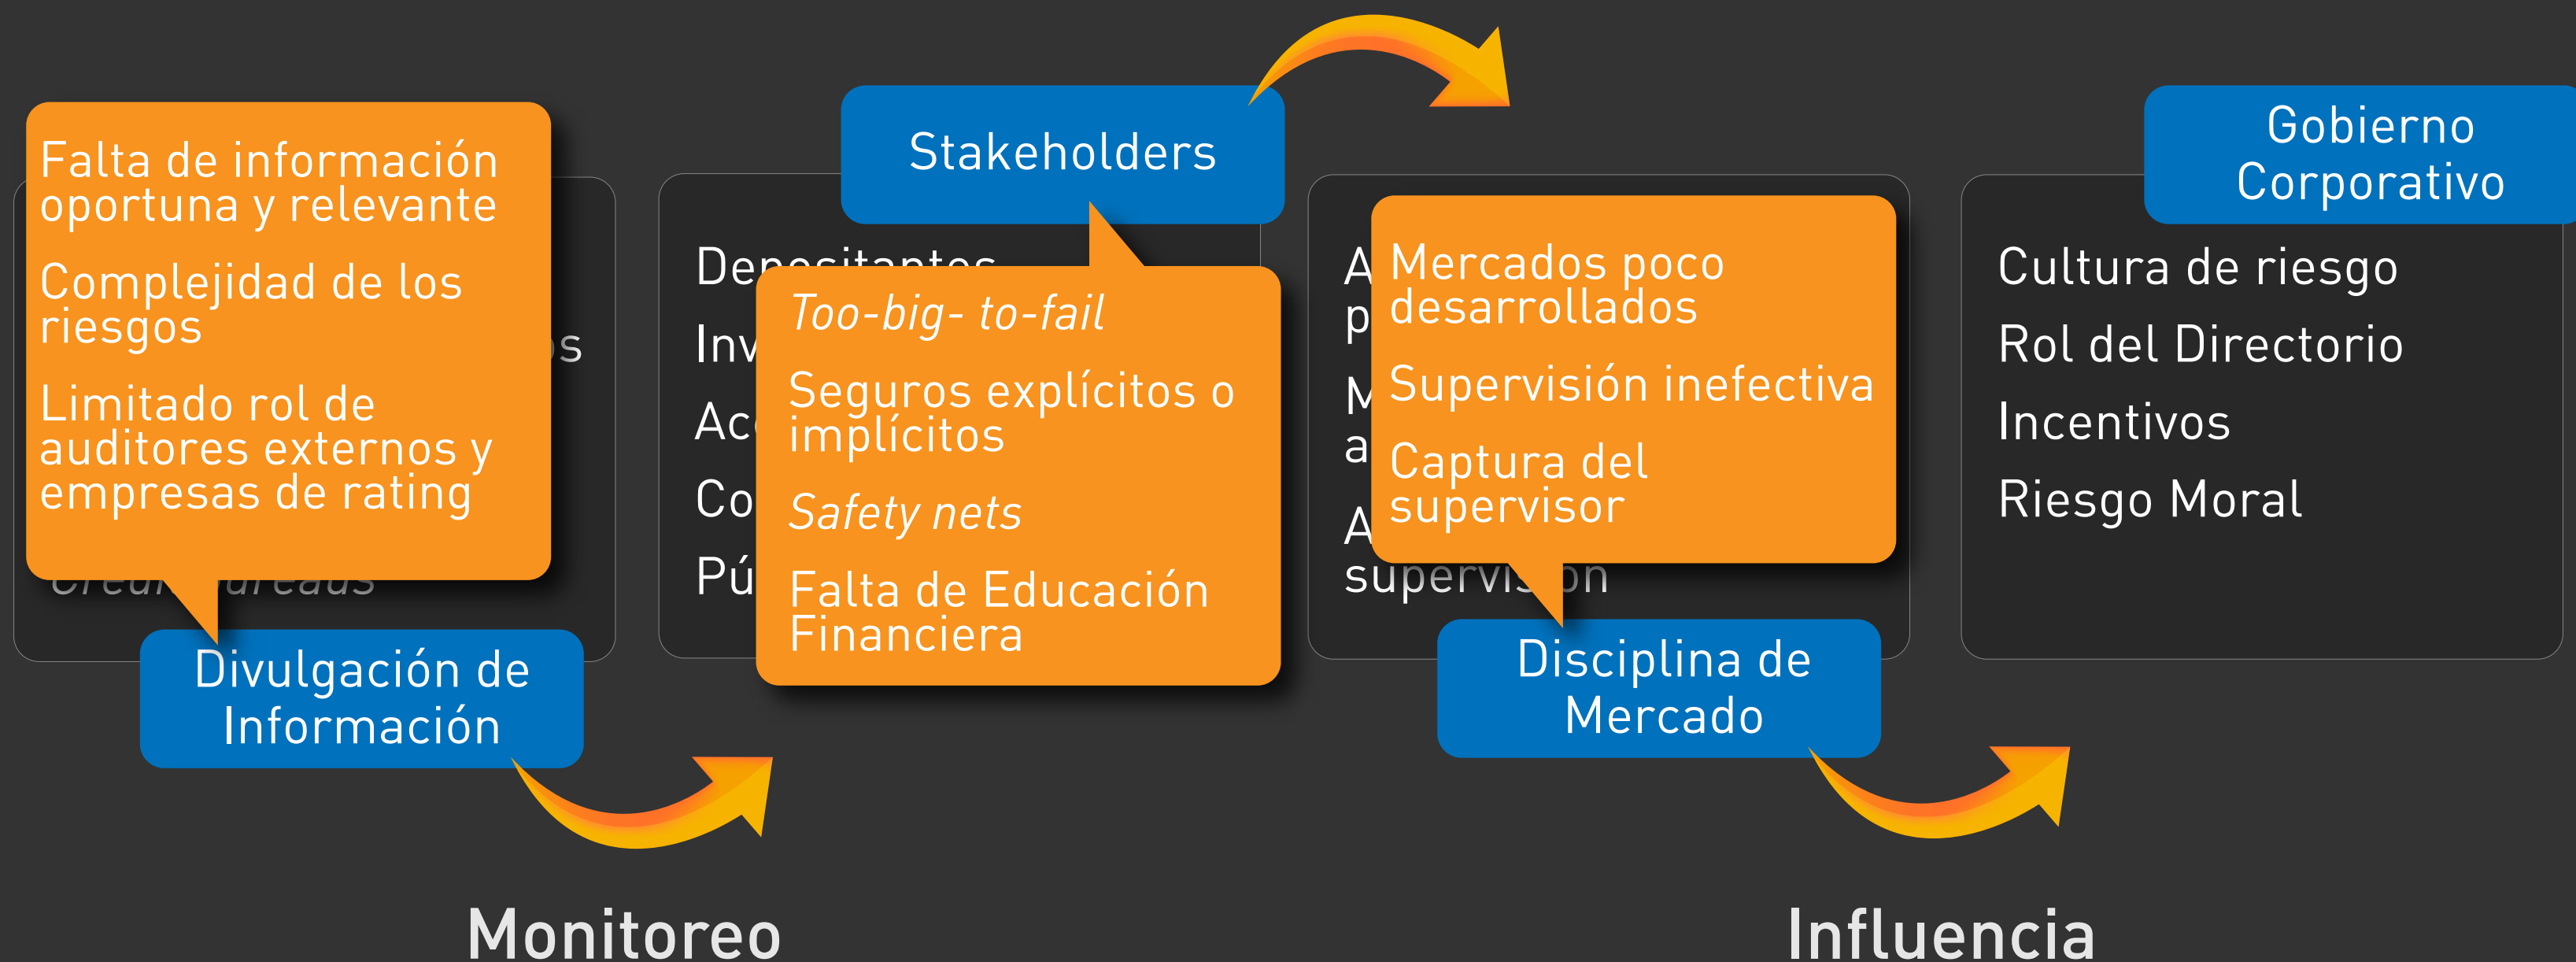 Falta de información
oportuna y relevante
Complejidad de los
riesgos
Limitado rol de
auditores externos y
empresas de rating
Divulgación de
Información
Stakeholders
Depositantes
Too-big- to-fail
Seguros explícitos o
implícitos
Safety nets
Falta de Educación
Financiera
Mercados poco
desarrollados
Supervisión inefectiva
Captura del
supervisor
supervisión
Disciplina de
Mercado
Gobierno
Corporativo
Cultura de riesgo
Rol del Directorio
Incentivos
Riesgo Moral
Monitoreo
Influencia